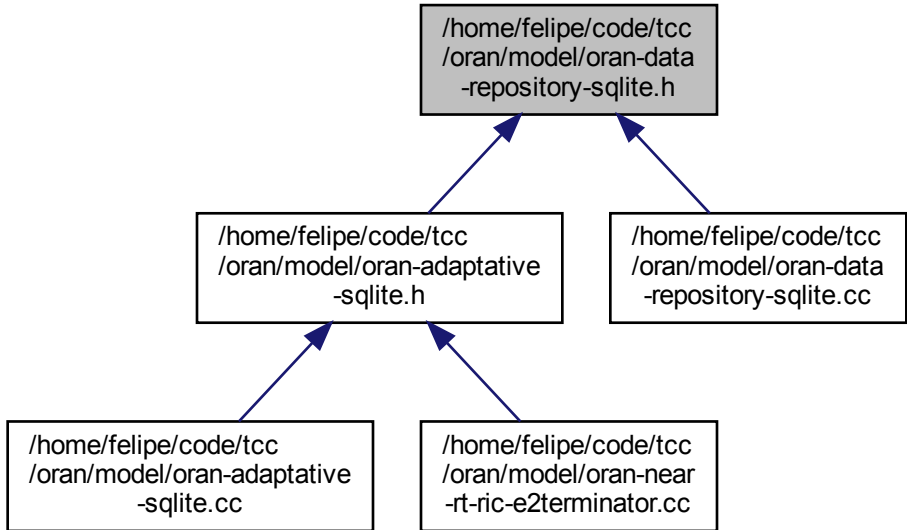 /home/felipe/code/tcc
/oran/model/oran-data
-repository-sqlite.h
/home/felipe/code/tcc
/oran/model/oran-adaptative
-sqlite.h
/home/felipe/code/tcc
/oran/model/oran-data
-repository-sqlite.cc
/home/felipe/code/tcc
/oran/model/oran-adaptative
-sqlite.cc
/home/felipe/code/tcc
/oran/model/oran-near
-rt-ric-e2terminator.cc